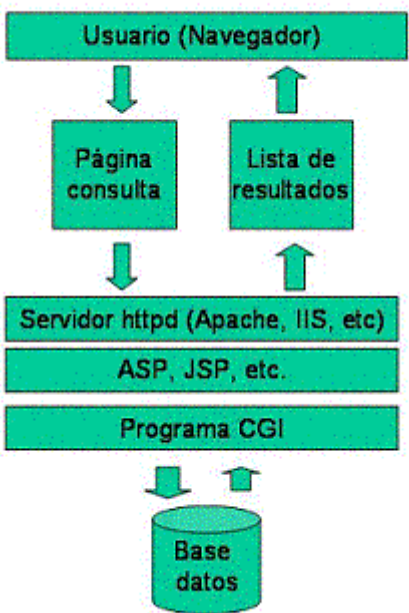 Usuario (Navegador)
Página
consulta
Lista de
resultados
Servidor httpd (Apache, IIS, etc)
ASP, JSP, etc.
Programa CGI
Base
datos